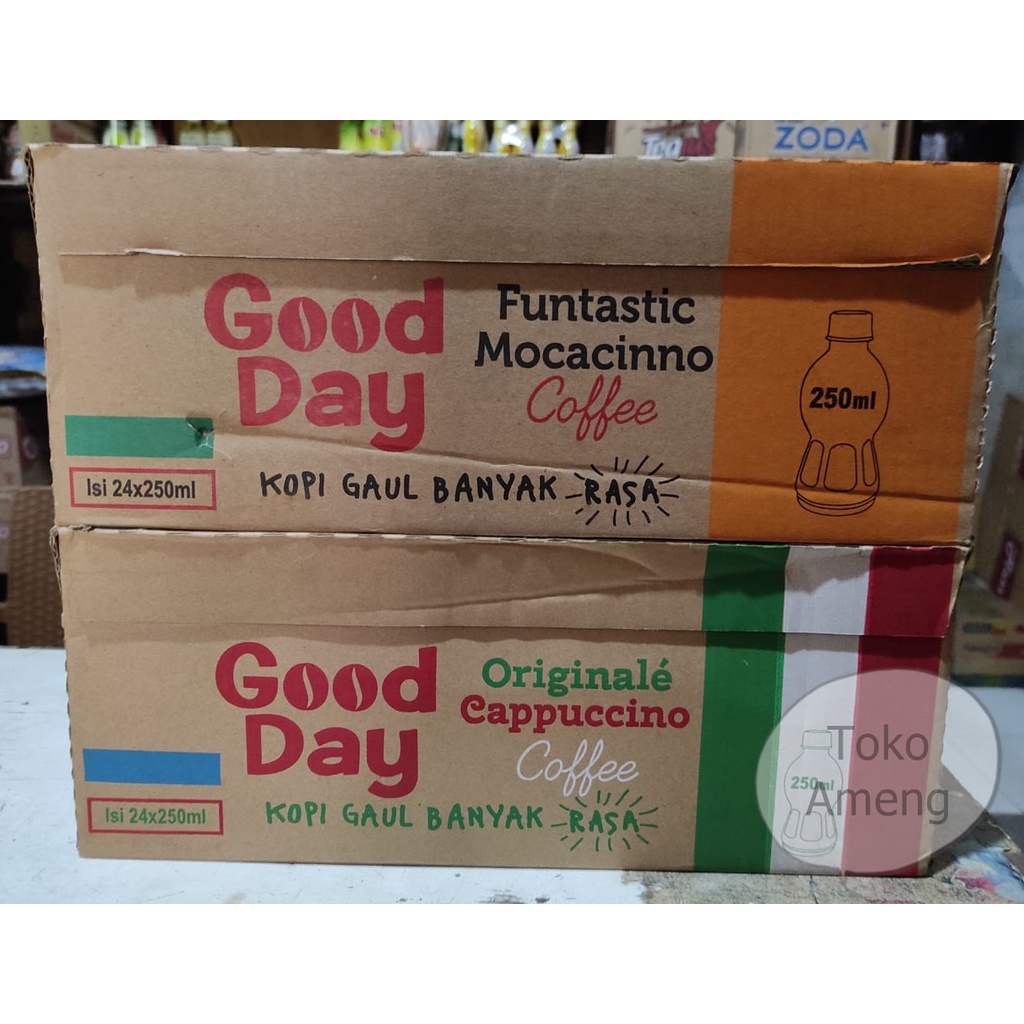 ZODA
Good
Day
Funtastic
Mocacinno
Coffee
250ml
Isi 24x250ml
KOPI GAUL BANYAK RASA
Good
Day
Originalé
Cappuccino
Coffee
250ml
Isi 24x250ml
KOPI GAUL BANYAK RASA
Toko
Ameng